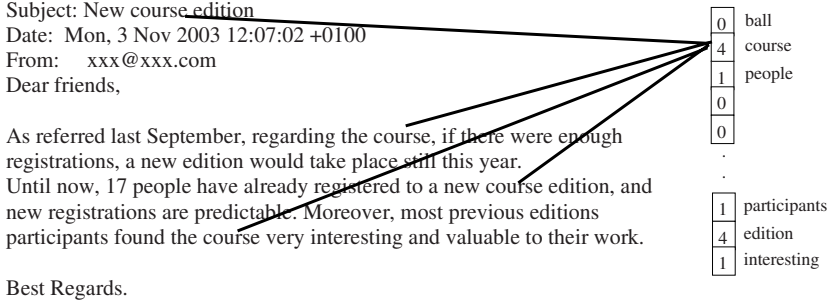 Subject: New course edition
Date: Mon, 3 Nov 2003 12:07:02 +0100
From: xxx@xxx.com
Dear friends,
As referred last September, regarding the course, if there were enough
registrations, a new edition would take place still this year.
Until now, 17 people have already registered to a new course edition, and
new registrations are predictable. Moreover, most previous editions
participants found the course very interesting and valuable to their work.
Best Regards.
0 ball
4 course
1 people
0
0
.
.
1 participants
4 edition
1 interesting